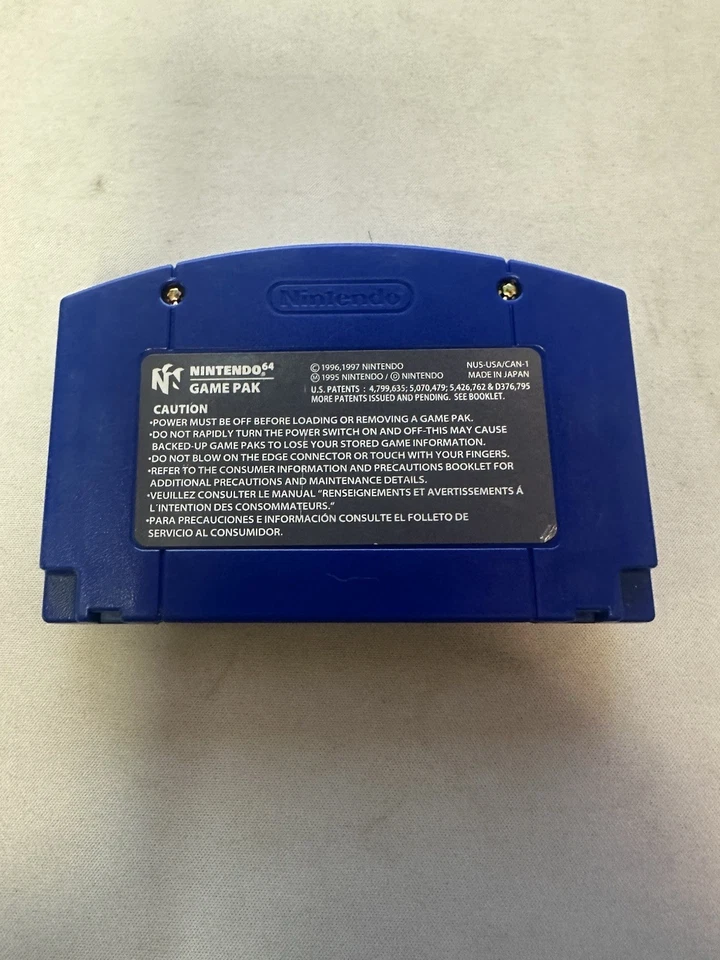 Nintendo
NINTENDO64
GAME PAK
©1996,1997 NINTENDO
Ⓜ 1995 NINTENDO / Ⓓ NINTENDO
NUS-USA/CAN-1
MADE IN JAPAN
U.S. PATENTS : 4,799,635; 5,070,479; 5,426,762 & D376,795
MORE PATENTS ISSUED AND PENDING. SEE BOOKLET.
CAUTION
•POWER MUST BE OFF BEFORE LOADING OR REMOVING A GAME PAK.
•DO NOT RAPIDLY TURN THE POWER SWITCH ON AND OFF-THIS MAY CAUSE
BACKED-UP GAME PAKS TO LOSE YOUR STORED GAME INFORMATION.
•DO NOT BLOW ON THE EDGE CONNECTOR OR TOUCH WITH YOUR FINGERS.
•REFER TO THE CONSUMER INFORMATION AND PRECAUTIONS BOOKLET FOR
ADDITIONAL PRECAUTIONS AND MAINTENANCE DETAILS.
•VEUILLEZ CONSULTER LE MANUAL "RENSEIGNEMENTS ET AVERTISSEMENTS Á
L'INTENTION DES CONSOMMATEURS."
•PARA PRECAUCIONES E INFORMACIÓN CONSULTE EL FOLLETO DE
SERVICIO AL CONSUMIDOR.